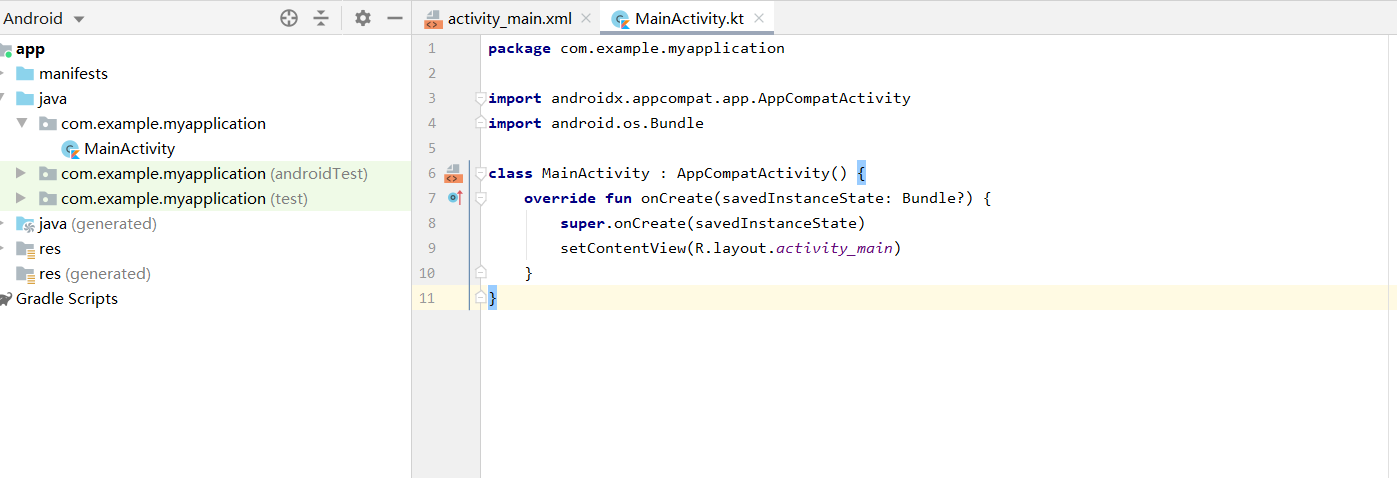 Android
app
manifests
java
com.example.myapplication
MainActivity
com.example.myapplication (androidTest)
com.example.myapplication (test)
java (generated)
res
res (generated)
Gradle Scripts
activity_main.xml
MainActivity.kt
1 package com.example.myapplication
2
3 import androidx.appcompat.app.AppCompatActivity
4 import android.os.Bundle
5
6 class MainActivity : AppCompatActivity() {
7 override fun onCreate(savedInstanceState: Bundle?) {
8 super.onCreate(savedInstanceState)
9 setContentView(R.layout.activity_main)
10 }
11 }